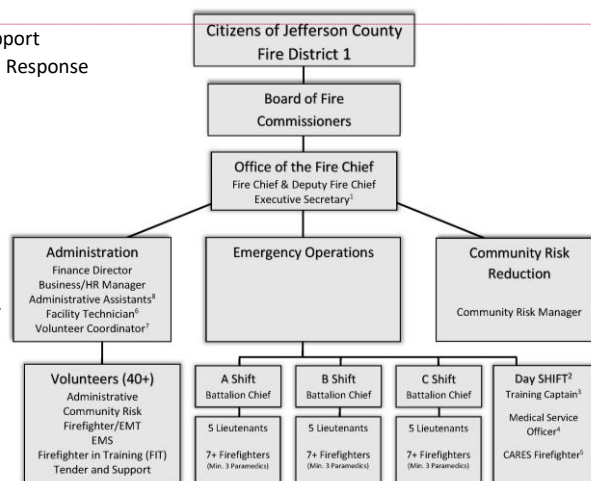 pport
Response
Citizens of Jefferson County
Fire District 1
Board of Fire
Commissioners
Office of the Fire Chief
Fire Chief & Deputy Fire Chief
Executive Secretary¹
Administration
Finance Director
Business/HR Manager
Administrative Assistants⁸
Facility Technician⁶
Volunteer Coordinator⁷
Emergency Operations
Community Risk
Reduction
Community Risk Manager
Volunteers (40+)
Administrative
Community Risk
Firefighter/EMT
EMS
Firefighter in Training (FIT)
Tender and Support
A Shift
Battalion Chief
5 Lieutenants
7+ Firefighters
(Min. 3 Paramedics)
B Shift
Battalion Chief
5 Lieutenants
7+ Firefighters
(Min. 3 Paramedics)
C Shift
Battalion Chief
5 Lieutenants
7+ Firefighters
(Min. 3 Paramedics)
Day SHIFT²
Training Captain³
Medical Service
Officer⁴
CARES Firefighter⁵